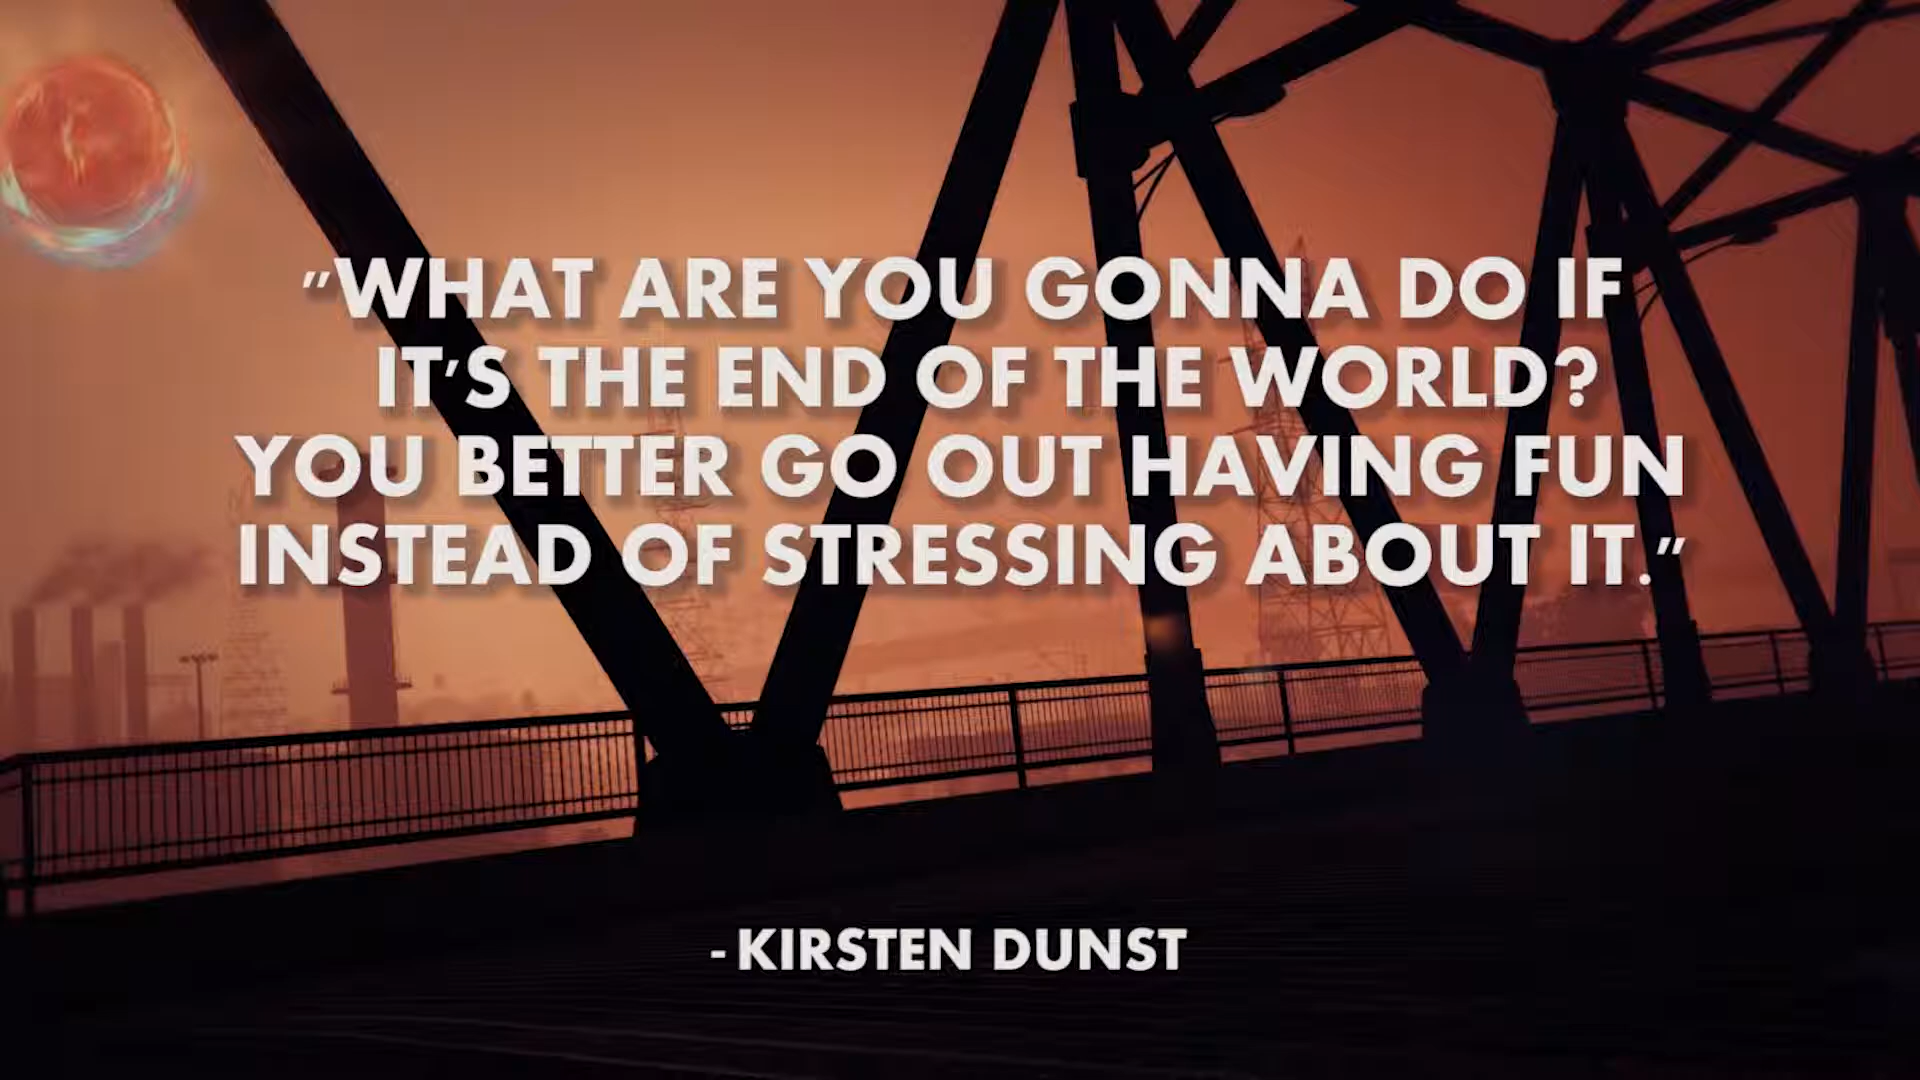 "WHAT ARE YOU GONNA DO IF
IT'S THE END OF THE WORLD?
YOU BETTER GO OUT HAVING FUN
INSTEAD OF STRESSING ABOUT IT."
- KIRSTEN DUNST